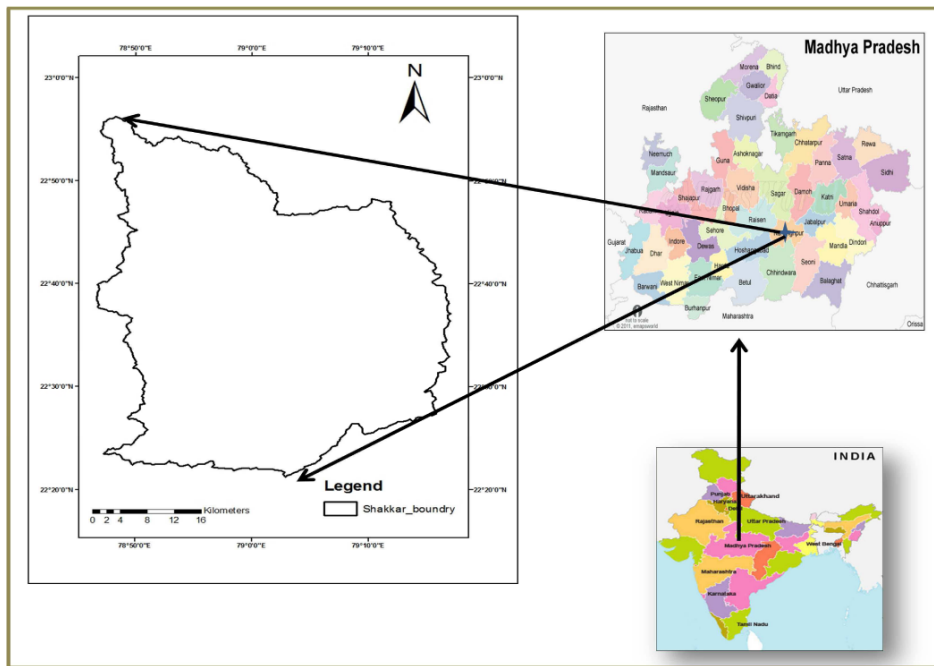 78°50'0"E 79°0'0"E 79°10'0"E
23°0'0"N 23°0'0"N
22°50'0"N
22°40'0"N 22°40'0"N
22°30'0"N
22°20'0"N 22°20'0"N
78°50'0"E 79°0'0"E 79°10'0"E
N
Legend
Shakkar_boundry
Kilometers
0 2 4 8 12 16
Madhya Pradesh
Morena
Bhind
Gwalior
Datia
Sheopur
Shivpuri
Uttar Pradesh
Rajasthan
Tikamgarh
Chhatarpur
Rewa
Neemuch
Mandsaur
Guna
Ashoknagar
Panna
Satna
Sidhi
Rajgarh
Vidisha
Sagar
Damoh
Katni
Umaria
Shahdol
Shajapur
Bhopal
Raisen
Jabalpur
Anuppur
Gujarat
Jhabua
Dhar
Indore
Dewas
Sehore
Mandla
Dindori
Seoni
Barwani
West Nimar
Betul
Chhindwara
Balaghat
Chhattisgarh
Burhanpur
Maharashtra
Orissa
INDIA
Punjab
Haryana
Uttarakhand
Rajasthan
Uttar Pradesh
Madhya Pradesh
West Bengal
Maharashtra
Karnataka
Tamil Nadu